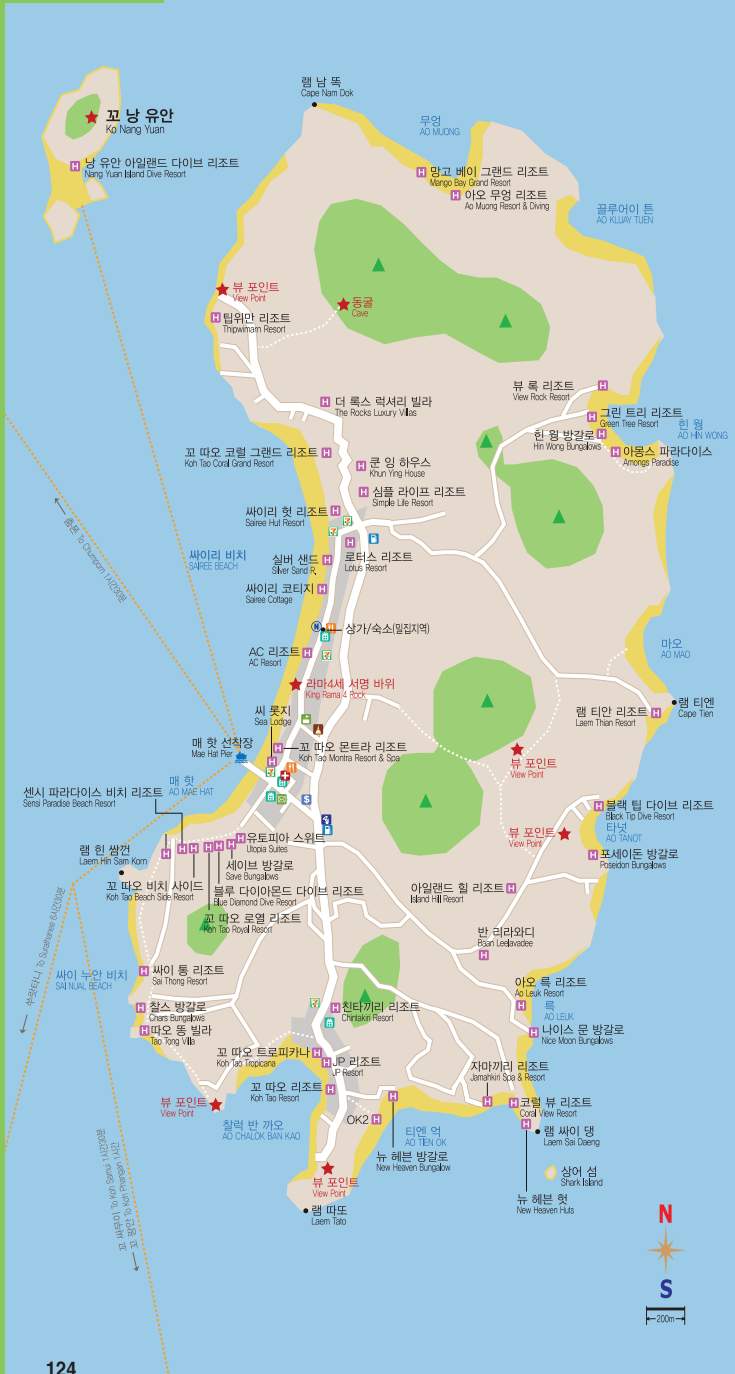 램 남 똑
Cape Nam Dok
꼬 낭 유안
Ko Nang Yuan
무엉
AO MUONG
낭 유안 아일랜드 다이브 리조트
Nang Yuan Island Dive Resort
망고 베이 그랜드 리조트
Mango Bay Grand Resort
아오 무엉 리조트
Ao Muong Resort & Diving
끌루어이 튼
AO KLUAY TUEN
뷰 포인트
View Point
동굴
Cave
팁위만 리조트
Thipwimarn Resort
더 록스 럭셔리 빌라
The Rocks Luxury Villas
뷰 록 리조트
View Rock Resort
그린 트리 리조트
Green Tree Resort
힌 웡
AO HIN WONG
힌 웡 방갈로
Hin Wong Bungalows
아몽스 파라다이스
Amongs Paradise
꼬 따오 코럴 그랜드 리조트
Koh Tao Coral Grand Resort
쿤 잉 하우스
Khun Ying House
심플 라이프 리조트
Simple Life Resort
싸이리 헛 리조트
Sairee Hut Resort
춤폰 To Chumporn 1시간30분
싸이리 비치
SAIREE BEACH
실버 샌드
Silver Sand R.
로터스 리조트
Lotus Resort
싸이리 코티지
Sairee Cottage
상가/숙소(밀집지역)
AC 리조트
AC Resort
마오
AO MAO
라마4세 서명 바위
King Rama 4 Rock
램 티엔
Cape Tien
램 티안 리조트
Laem Thian Resort
씨 롯지
Sea Lodge
매 핫 선착장
Mae Hat Pier
꼬 따오 몬트라 리조트
Koh Tao Montra Resort & Spa
뷰 포인트
View Point
매 핫
AO MAE HAT
센시 파라다이스 비치 리조트
Sensi Paradise Beach Resort
블랙 팁 다이브 리조트
Black Tip Dive Resort
타넛
AO TANOT
뷰 포인트
View Point
유토피아 스위트
Utopia Suites
램 힌 쌈껀
Laem Hin Sam Korn
세이브 방갈로
Save Bungalows
포세이돈 방갈로
Poseidon Bungalows
꼬 따오 비치 사이드
Koh Tao Beach Side Resort
블루 다이아몬드 다이브 리조트
Blue Diamond Dive Resort
아일랜드 힐 리조트
Island Hill Resort
꼬 따오 로열 리조트
Koh Tao Royal Resort
반 리라와디
Baan Leelavadee
싸이 누안 비치
SAI NUAL BEACH
싸이 통 리조트
Sai Thong Resort
아오 륵 리조트
Ao Leuk Resort
륵
AO LEUK
찰스 방갈로
Chars Bungalows
친타끼리 리조트
Chintakiri Resort
따오 똥 빌라
Tao Tong Villa
나이스 문 방갈로
Nice Moon Bungalows
꼬 따오 트로피카나
Koh Tao Tropicana
JP 리조트
JP Resort
자마끼리 리조트
Jamahkiri Spa & Resort
꼬 따오 리조트
Koh Tao Resort
뷰 포인트
View Point
코럴 뷰 리조트
Coral View Resort
찰럭 반 까오
AO CHALOK BAN KAO
OK2
티엔 억
AO TIEN OK
램 싸이 댕
Laem Sai Daeng
뉴 헤븐 방갈로
New Heaven Bungalow
상어 섬
Shark Island
뷰 포인트
View Point
뉴 헤븐 헛
New Heaven Huts
램 따또
Laem Tato
N
S
200m
124